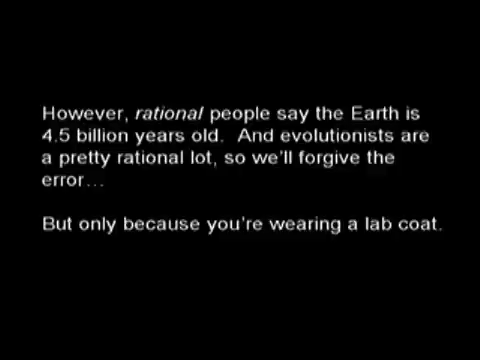 However, rational people say the Earth is
4.5 billion years old.  And evolutionists are
a pretty rational lot, so we'll forgive the
error…
But only because you're wearing a lab coat.